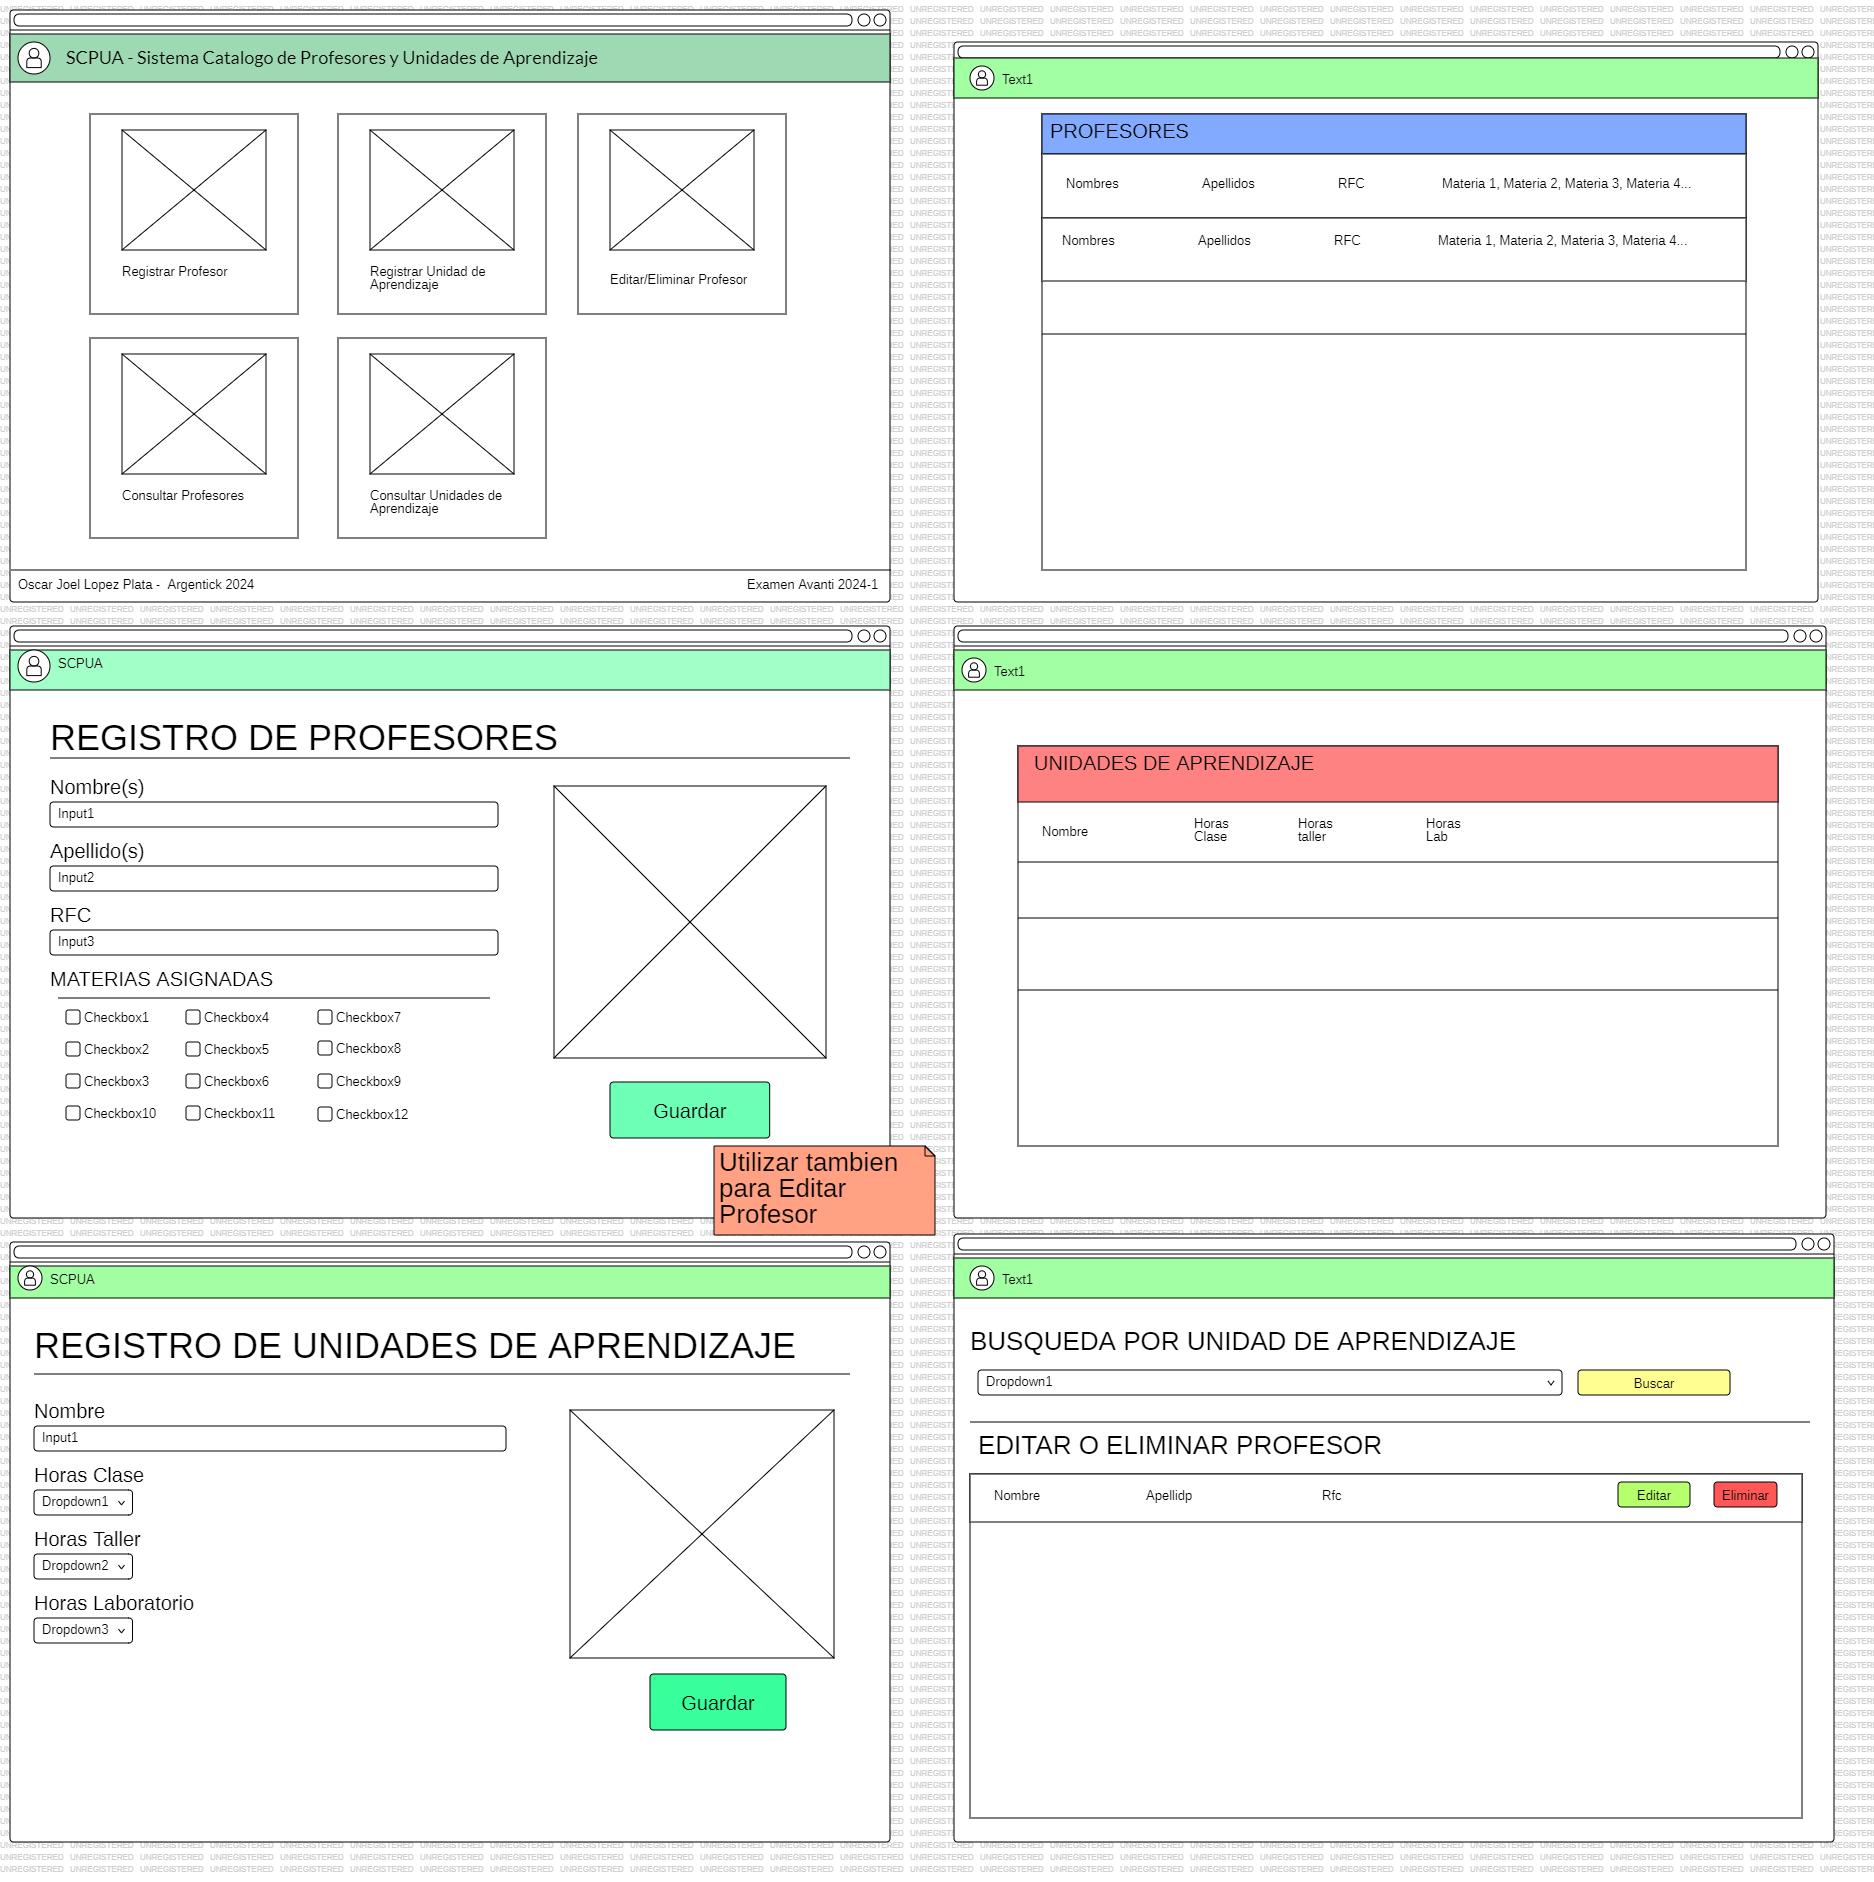 SCPUA - Sistema Catalogo de Profesores y Unidades de Aprendizaje
Registrar Profesor
Registrar Unidad de
Aprendizaje
Editar/Eliminar Profesor
Consultar Profesores
Consultar Unidades de
Aprendizaje
Oscar Joel Lopez Plata -  Argentick 2024
Examen Avanti 2024-1
Text1
PROFESORES
Nombres Apellidos RFC Materia 1, Materia 2, Materia 3, Materia 4...
Nombres Apellidos RFC Materia 1, Materia 2, Materia 3, Materia 4...
SCPUA
REGISTRO DE PROFESORES
Nombre(s)
Input1
Apellido(s)
Input2
RFC
Input3
MATERIAS ASIGNADAS
Checkbox1 Checkbox4 Checkbox7
Checkbox2 Checkbox5 Checkbox8
Checkbox3 Checkbox6 Checkbox9
Checkbox10 Checkbox11 Checkbox12
Guardar
Utilizar tambien
para Editar
Profesor
Text1
UNIDADES DE APRENDIZAJE
Nombre
Horas
Clase
Horas
taller
Horas
Lab
SCPUA
REGISTRO DE UNIDADES DE APRENDIZAJE
Nombre
Input1
Horas Clase
Dropdown1
Horas Taller
Dropdown2
Horas Laboratorio
Dropdown3
Guardar
Text1
BUSQUEDA POR UNIDAD DE APRENDIZAJE
Dropdown1 Buscar
EDITAR O ELIMINAR PROFESOR
Nombre Apellidp Rfc Editar Eliminar
UNREGISTERED